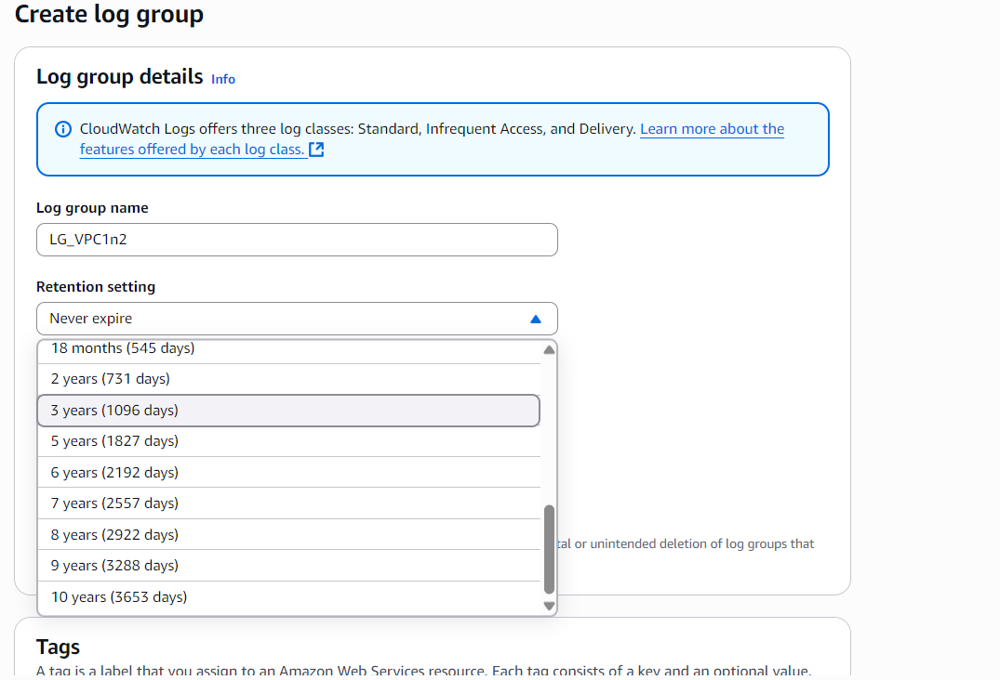 Create log group
Log group details Info
CloudWatch Logs offers three log classes: Standard, Infrequent Access, and Delivery. Learn more about the
features offered by each log class.
Log group name
LG_VPC1n2
Retention setting
Never expire
18 months (545 days)
2 years (731 days)
3 years (1096 days)
5 years (1827 days)
6 years (2192 days)
7 years (2557 days)
8 years (2922 days)
tal or unintended deletion of log groups that
9 years (3288 days)
10 years (3653 days)
Tags
A tag is a label that you assign to an Amazon Web Services resource. Each tag consists of a key and an optional value.